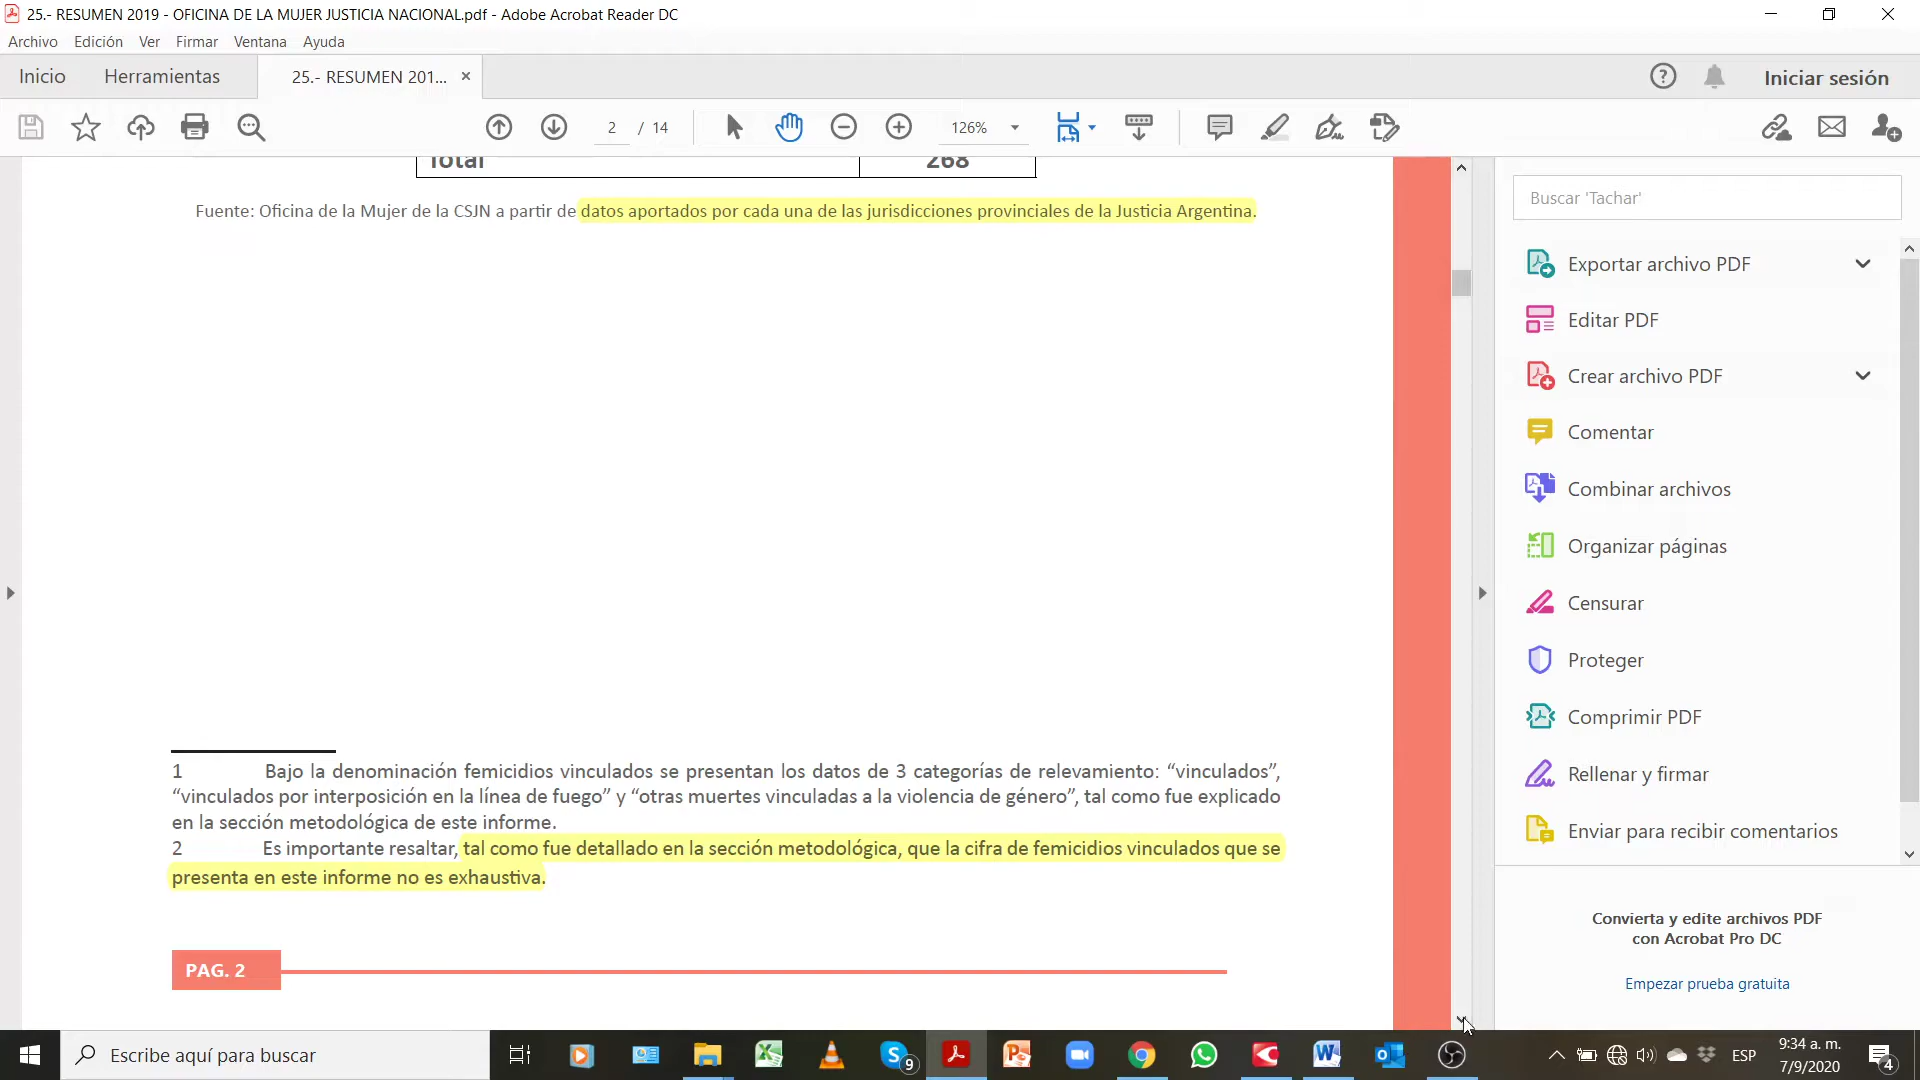 25.- RESUMEN 2019 - OFICINA DE LA MUJER JUSTICIA NACIONAL.pdf - Adobe Acrobat Reader DC
Archivo Edición Ver Firmar Ventana Ayuda
Inicio Herramientas 25.- RESUMEN 201... × Iniciar sesión
2 / 14 126%
Total 268
Fuente: Oficina de la Mujer de la CSJN a partir de datos aportados por cada una de las jurisdicciones provinciales de la Justicia Argentina.
1 Bajo la denominación femicidios vinculados se presentan los datos de 3 categorías de relevamiento: “vinculados”,
“vinculados por interposición en la línea de fuego” y “otras muertes vinculadas a la violencia de género”, tal como fue explicado
en la sección metodológica de este informe.
2 Es importante resaltar, tal como fue detallado en la sección metodológica, que la cifra de femicidios vinculados que se
presenta en este informe no es exhaustiva.
PAG. 2
Buscar 'Tachar'
Exportar archivo PDF
Editar PDF
Crear archivo PDF
Comentar
Combinar archivos
Organizar páginas
Censurar
Proteger
Comprimir PDF
Rellenar y firmar
Enviar para recibir comentarios
Convierta y edite archivos PDF
con Acrobat Pro DC
Empezar prueba gratuita
Escribe aquí para buscar
9
ESP
9:34 a. m.
7/9/2020
4